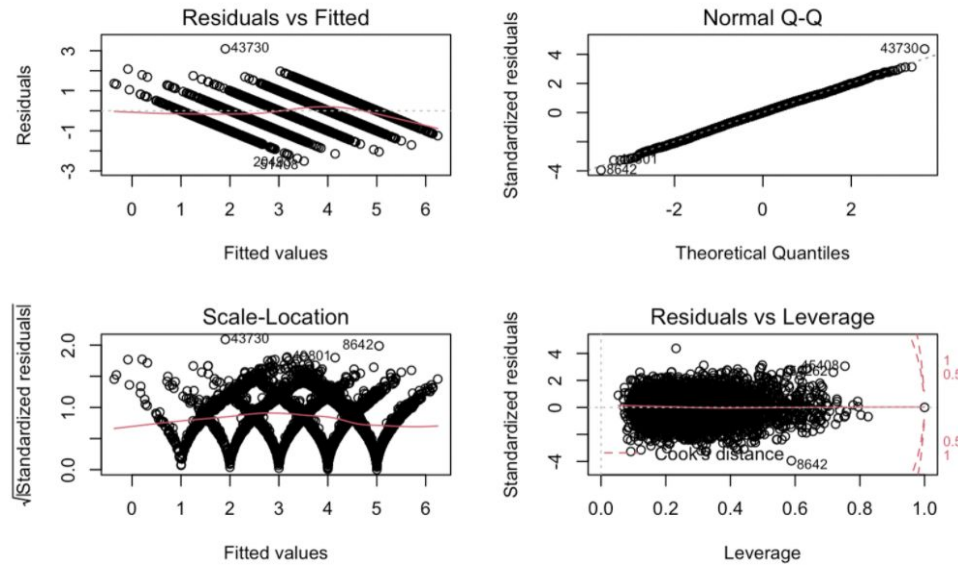 Residuals vs Fitted
Residuals
3
1
-1
-3
43730
0 1 2 3 4 5 6
Fitted values
Normal Q-Q
Standardized residuals
4
2
0
-4
43730
8642
-2 0 2
Theoretical Quantiles
Scale-Location
√|Standardized residuals|
2.0
1.0
0.0
43730
8642
0 1 2 3 4 5 6
Fitted values
Residuals vs Leverage
Standardized residuals
4
2
0
-4
1
0.5
0.5
1
Cook's distance
8642
0.0 0.2 0.4 0.6 0.8 1.0
Leverage